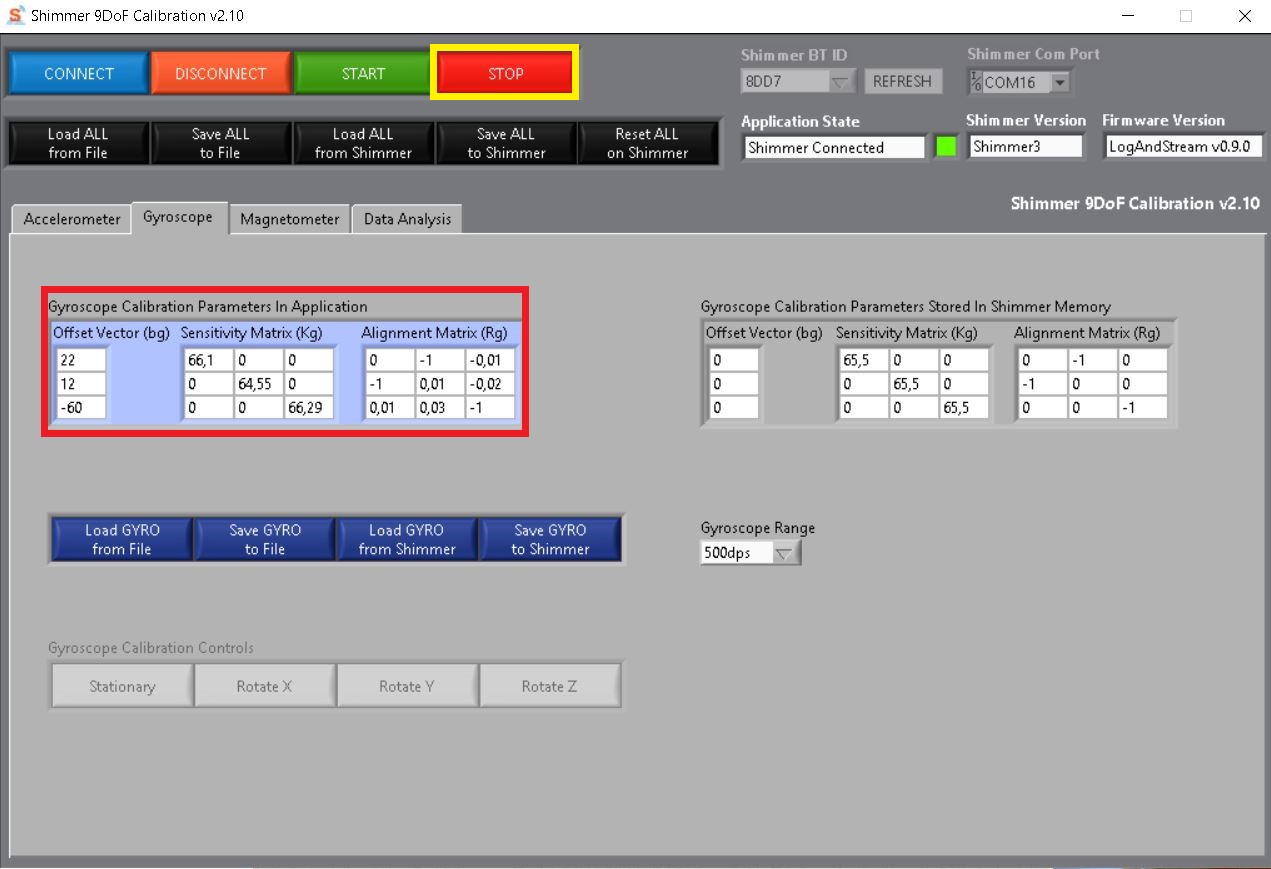 Shimmer 9DoF Calibration v2.10
CONNECT DISCONNECT START STOP
Shimmer BT ID Shimmer Com Port
8DD7 REFRESH COM16
Load ALL from File Save ALL to File Load ALL from Shimmer Save ALL to Shimmer Reset ALL on Shimmer
Application State Shimmer Version Firmware Version
Shimmer Connected Shimmer3 LogAndStream v0.9.0
Shimmer 9DoF Calibration v2.10
Accelerometer Gyroscope Magnetometer Data Analysis
Gyroscope Calibration Parameters In Application
Offset Vector (bg) Sensitivity Matrix (Kg) Alignment Matrix (Rg)
22 66,1 0 0 0 -1 -0,01
12 0 64,55 0 -1 0,01 -0,02
-60 0 0 66,29 0,01 0,03 -1
Gyroscope Calibration Parameters Stored In Shimmer Memory
Offset Vector (bg) Sensitivity Matrix (Kg) Alignment Matrix (Rg)
0 65,5 0 0 0 -1 0
0 0 65,5 0 -1 0 0
0 0 0 65,5 0 0 -1
Load GYRO from File Save GYRO to File Load GYRO from Shimmer Save GYRO to Shimmer
Gyroscope Range
500dps
Gyroscope Calibration Controls
Stationary Rotate X Rotate Y Rotate Z